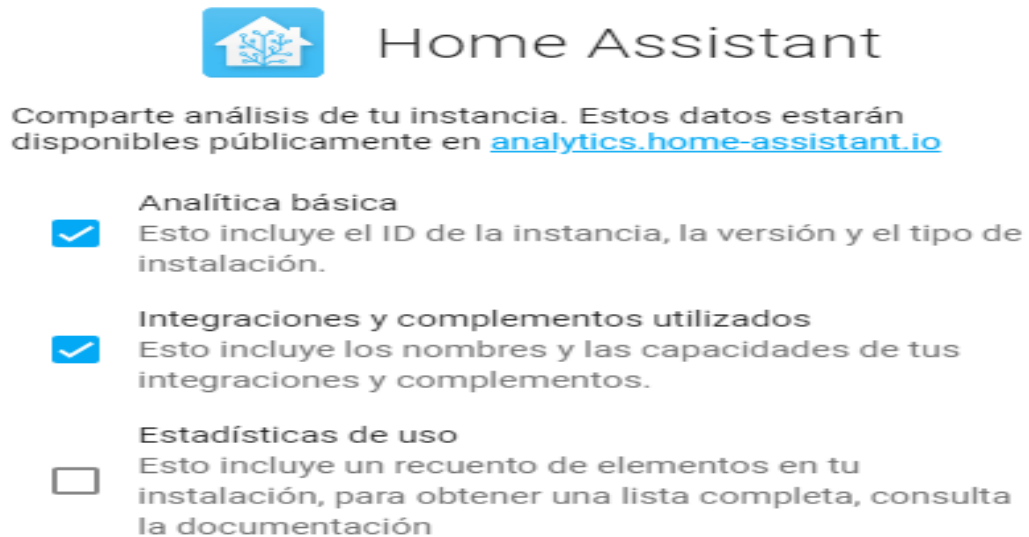 Home Assistant
Comparte análisis de tu instancia. Estos datos estarán
disponibles públicamente en analytics.home-assistant.io
Analítica básica
Esto incluye el ID de la instancia, la versión y el tipo de
instalación.
Integraciones y complementos utilizados
Esto incluye los nombres y las capacidades de tus
integraciones y complementos.
Estadísticas de uso
Esto incluye un recuento de elementos en tu
instalación, para obtener una lista completa, consulta
la documentación